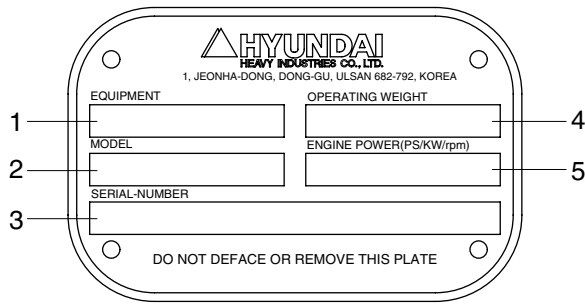 HYUNDAI
HEAVY INDUSTRIES CO., LTD.
1, JEONHA-DONG, DONG-GU, ULSAN 682-792, KOREA
EQUIPMENT OPERATING WEIGHT
1 4
MODEL ENGINE POWER(PS/KW/rpm)
2 5
SERIAL-NUMBER
3
DO NOT DEFACE OR REMOVE THIS PLATE